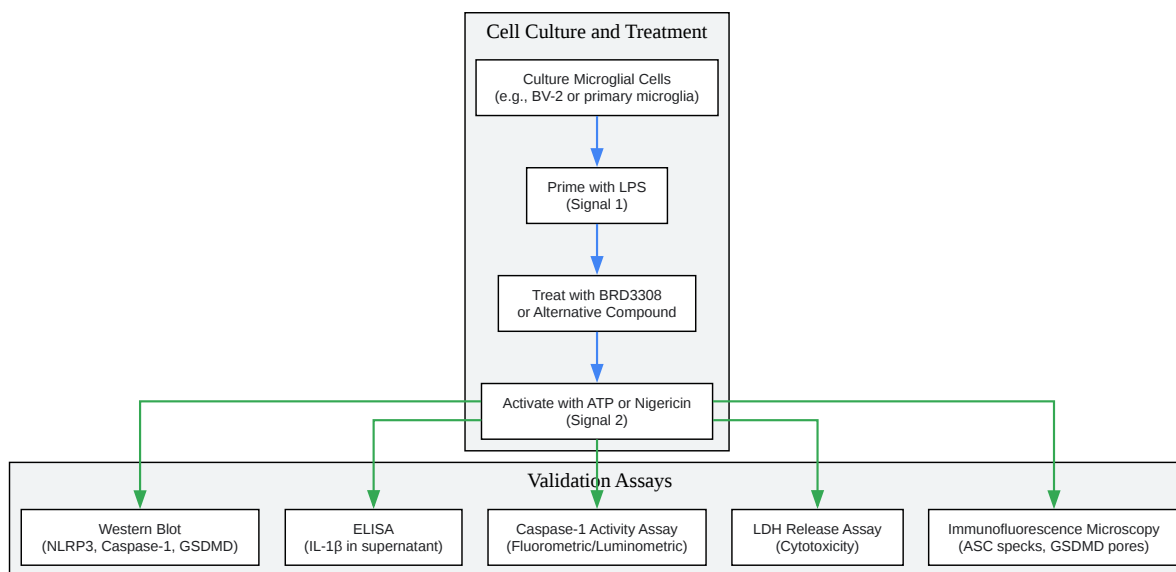 Cell Culture and Treatment
Culture Microglial Cells
(e.g., BV-2 or primary microglia)
Prime with LPS
(Signal 1)
Treat with BRD3308
or Alternative Compound
Activate with ATP or Nigericin
(Signal 2)
Validation Assays
Western Blot
(NLRP3, Caspase-1, GSDMD)
ELISA
(IL-1β in supernatant)
Caspase-1 Activity Assay
(Fluorometric/Luminometric)
LDH Release Assay
(Cytotoxicity)
Immunofluorescence Microscopy
(ASC specks, GSDMD pores)